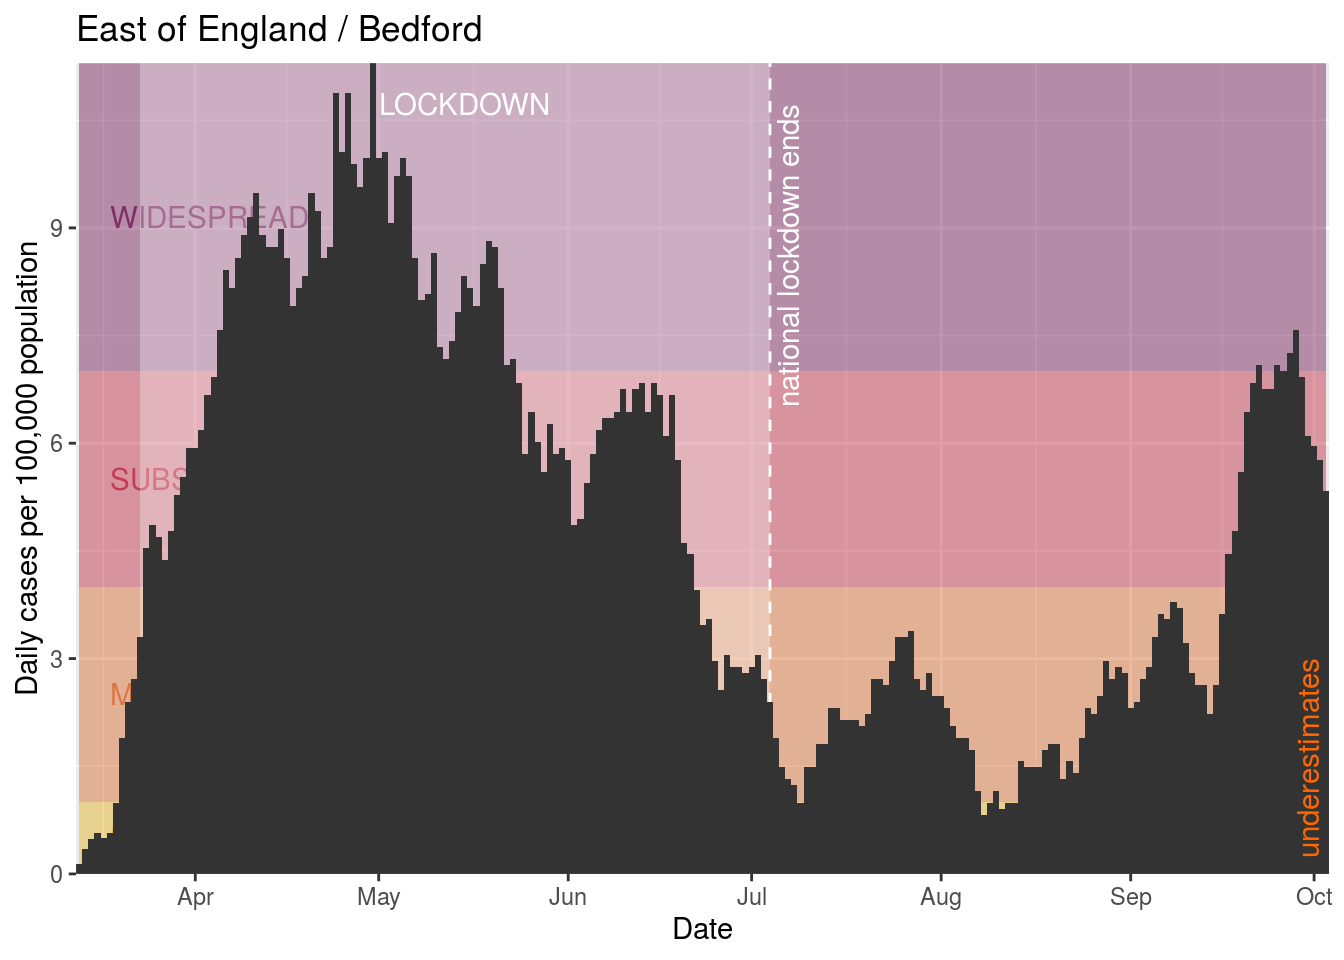 East of England / Bedford
LOCKDOWN
national lockdown ends
WIDESPREAD
SUBS
M
underestimates
Daily cases per 100,000 population
9
6
3
0
Apr
May
Jun
Jul
Aug
Sep
Oct
Date